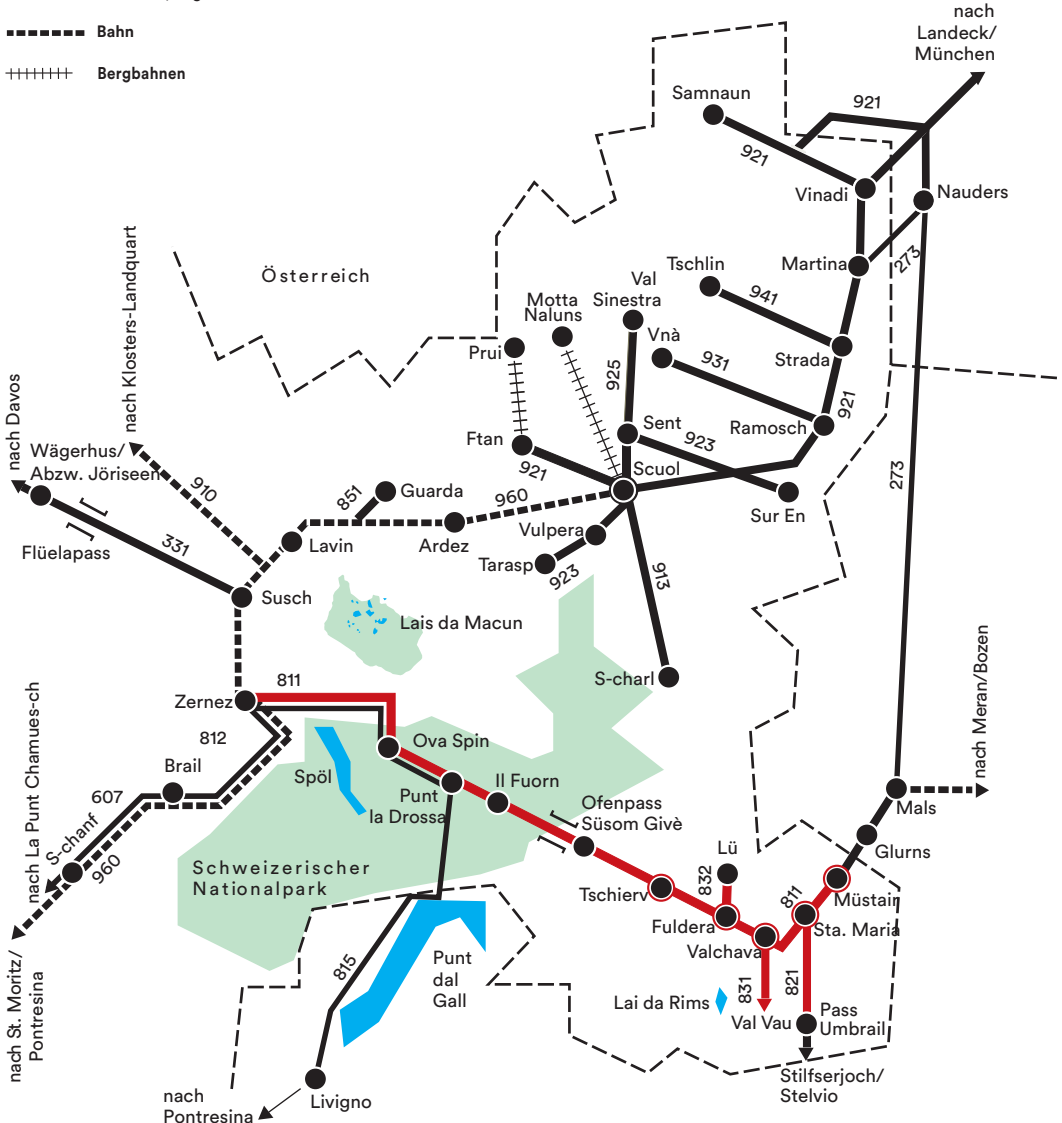 Bahn
Bergbahnen
nach
Landeck/
München
Samnaun
921
921
Vinadi
Nauders
273
Martina
Österreich
Val
Sinestra
Tschlin
941
Motta
Naluns
Prui
Vnà
931
925
Strada
921
Ramosch
nach Klosters-Landquart
nach Davos
Wägerhus/
Abzw. Jöriseen
Flüelapass
331
910
Ftan
921
Sent
923
Scuol
Sur En
273
851
Guarda
960
Lavin
Ardez
Vulpera
Tarasp
923
913
Susch
Lais da Macun
S-charl
Zernez
811
812
Ova Spin
Spöl
Punt
la Drossa
Il Fuorn
Ofenpass
Süsom Givè
nach Meran/Bozen
Mals
Glurns
Brail
607
S-chanf
960
nach La Punt Chamues-ch
nach St. Moritz/
Pontresina
Schweizerischer
Nationalpark
Tschierv
Lü
832
Fuldera
Valchava
811
Müstair
Sta. Maria
831
821
Lai da Rims
Val Vau
Pass
Umbrail
Stilfserjoch/
Stelvio
Punt
dal
Gall
815
Livigno
nach
Pontresina